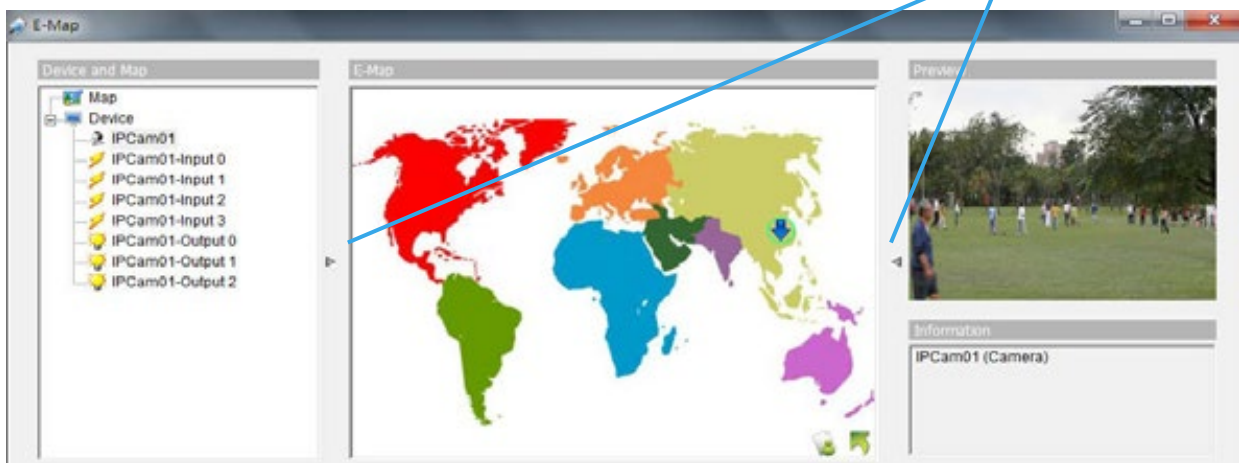 E-Map
Device and Map
Map
Device
IPCam01
IPCam01-Input 0
IPCam01-Input 1
IPCam01-Input 2
IPCam01-Input 3
IPCam01-Output 0
IPCam01-Output 1
IPCam01-Output 2
E-Map
Preview
Information
IPCam01 (Camera)